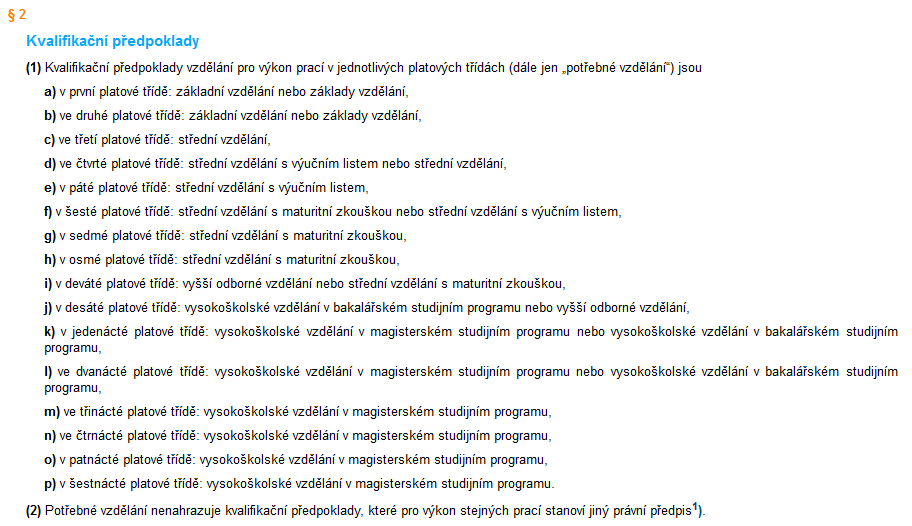 § 2
Kvalifikační předpoklady
(1) Kvalifikační předpoklady vzdělání pro výkon prací v jednotlivých platových třídách (dále jen „potřebné vzdělání“) jsou
a) v první platové třídě: základní vzdělání nebo základy vzdělání,
b) ve druhé platové třídě: základní vzdělání nebo základy vzdělání,
c) ve třetí platové třídě: střední vzdělání,
d) ve čtvrté platové třídě: střední vzdělání s výučním listem nebo střední vzdělání,
e) v páté platové třídě: střední vzdělání s výučním listem,
f) v šesté platové třídě: střední vzdělání s maturitní zkouškou nebo střední vzdělání s výučním listem,
g) v sedmé platové třídě: střední vzdělání s maturitní zkouškou,
h) v osmé platové třídě: střední vzdělání s maturitní zkouškou,
i) v deváté platové třídě: vyšší odborné vzdělání nebo střední vzdělání s maturitní zkouškou,
j) v desáté platové třídě: vysokoškolské vzdělání v bakalářském studijním programu nebo vyšší odborné vzdělání,
k) v jedenácté platové třídě: vysokoškolské vzdělání v magisterském studijním programu nebo vysokoškolské vzdělání v bakalářském studijním
programu,
l) ve dvanácté platové třídě: vysokoškolské vzdělání v magisterském studijním programu nebo vysokoškolské vzdělání v bakalářském studijním
programu,
m) ve třinácté platové třídě: vysokoškolské vzdělání v magisterském studijním programu,
n) ve čtrnácté platové třídě: vysokoškolské vzdělání v magisterském studijním programu,
o) v patnácté platové třídě: vysokoškolské vzdělání v magisterském studijním programu,
p) v šestnácté platové třídě: vysokoškolské vzdělání v magisterském studijním programu.
(2) Potřebné vzdělání nenahrazuje kvalifikační předpoklady, které pro výkon stejných prací stanoví jiný právní předpis¹).